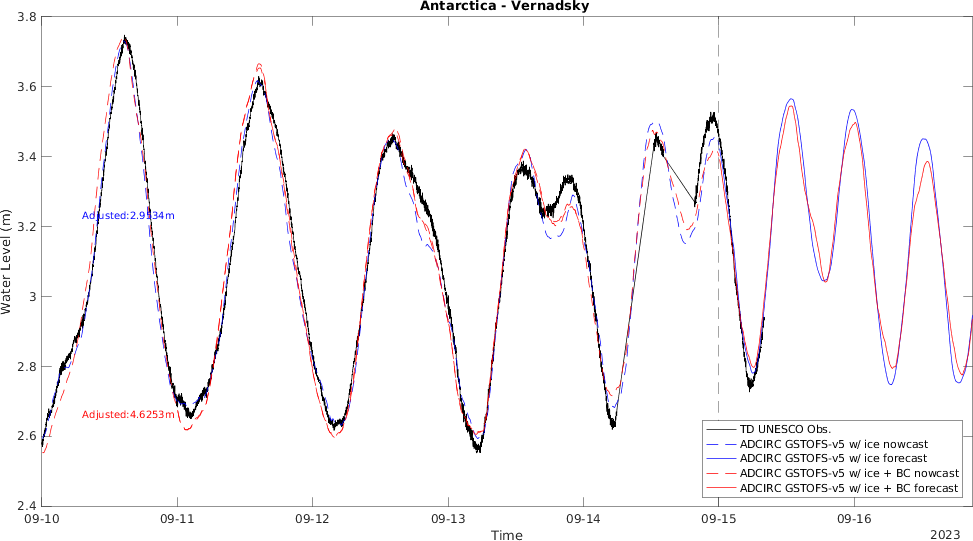 Antarctica - Vernadsky
3.8
3.6
3.4
3.2
3
2.8
2.6
2.4
Water Level (m)
Adjusted:2.9534m
Adjusted:4.6253m
TD UNESCO Obs.
ADCIRC GSTOFS-v5 w/ ice nowcast
ADCIRC GSTOFS-v5 w/ ice forecast
ADCIRC GSTOFS-v5 w/ ice + BC nowcast
ADCIRC GSTOFS-v5 w/ ice + BC forecast
09-10 09-11 09-12 09-13 09-14 09-15 09-16
Time
2023